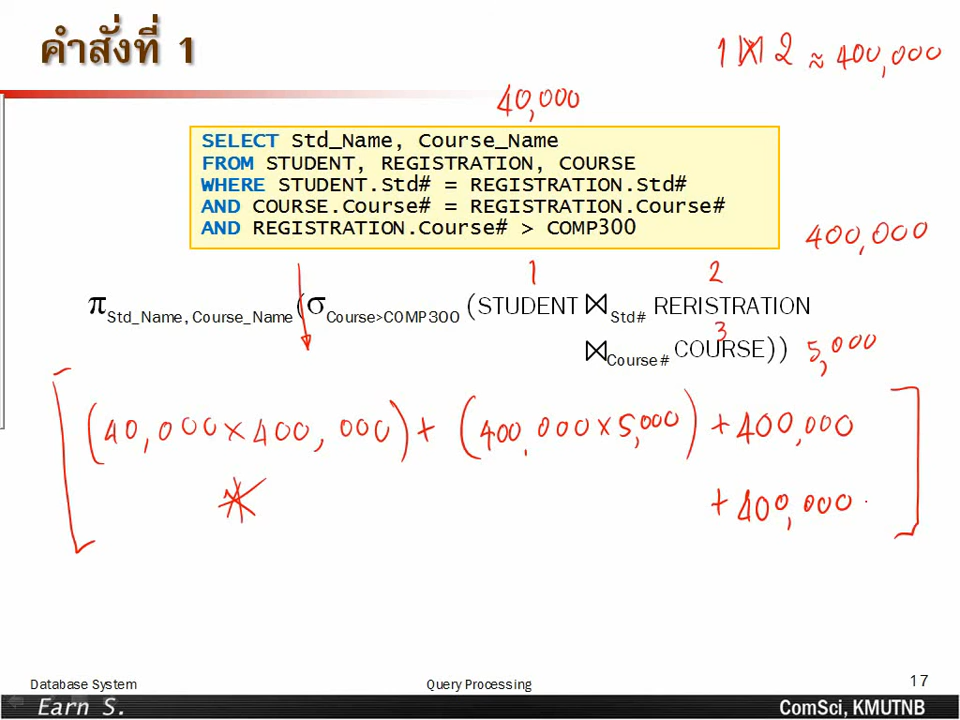 คำสั่งที่ 1
1 ⋈ 2 ≈ 400,000
40,000
SELECT Std_Name, Course_Name
FROM STUDENT, REGISTRATION, COURSE
WHERE STUDENT.Std# = REGISTRATION.Std#
AND COURSE.Course# = REGISTRATION.Course#
AND REGISTRATION.Course# > COMP300
400,000
1 2
π Std_Name, Course_Name (σ Course>COMP300 (STUDENT ⋈ Std# RERISTRATION
3
⋈ Course# COURSE)) 5,000
[(40,000 × 400,000) + (400,000 × 5,000) + 400,000
* + 400,000]
Database System Query Processing 17
Earn S. ComSci, KMUTNB